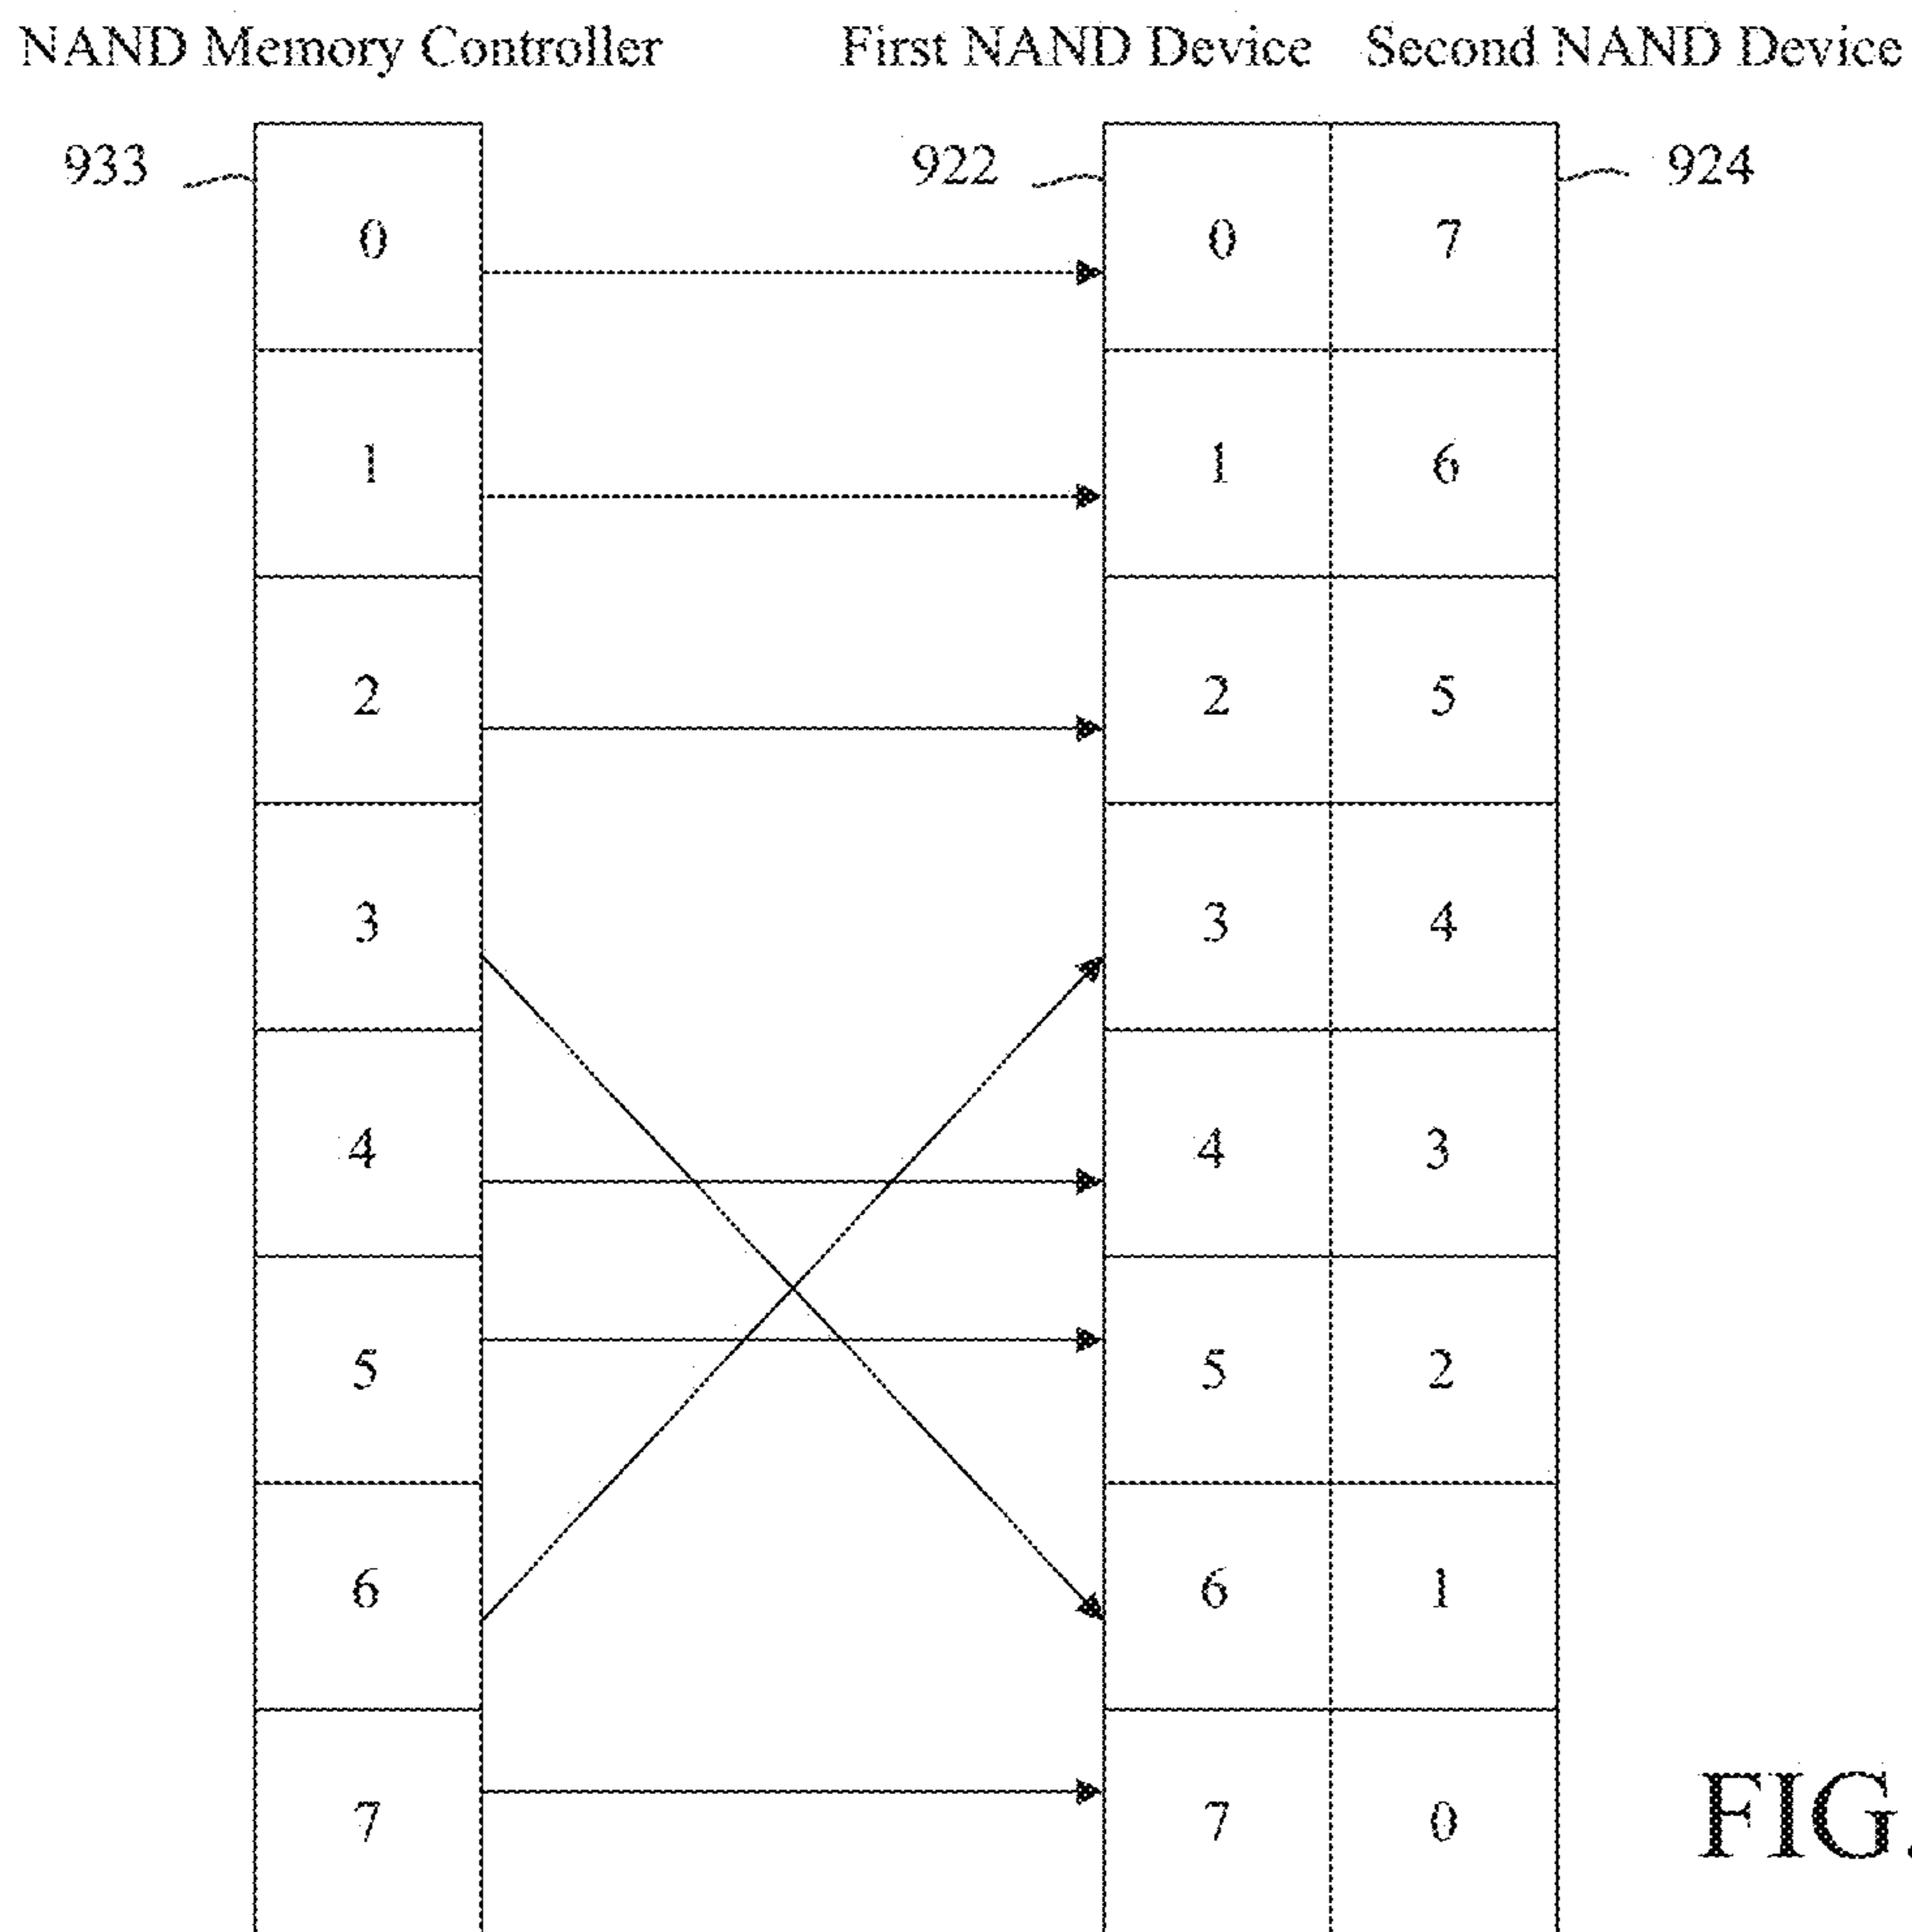 NAND Memory Controller First NAND Device Second NAND Device
933 922 924
0 0 7
1 1 6
2 2 5
3 3 4
4 4 3
5 5 2
6 6 1
7 7 0
FIG.